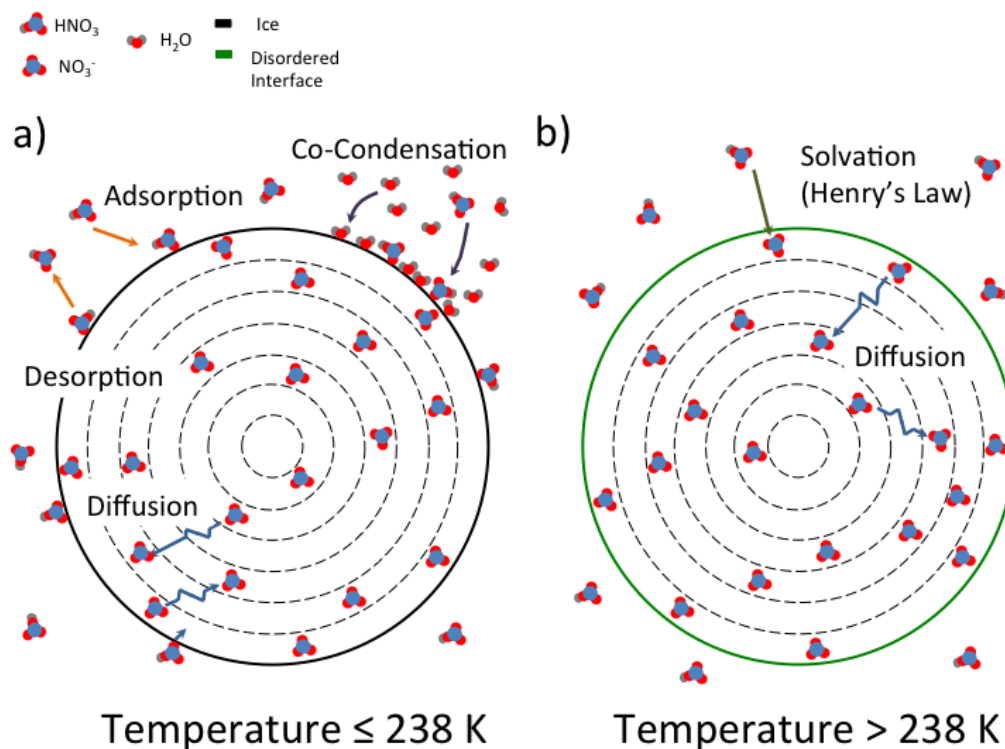 HNO₃
NO₃⁻
H₂O
Ice
Disordered
Interface
a)
Co-Condensation
Adsorption
Desorption
Diffusion
Temperature ≤ 238 K
b)
Solvation
(Henry's Law)
Diffusion
Temperature > 238 K